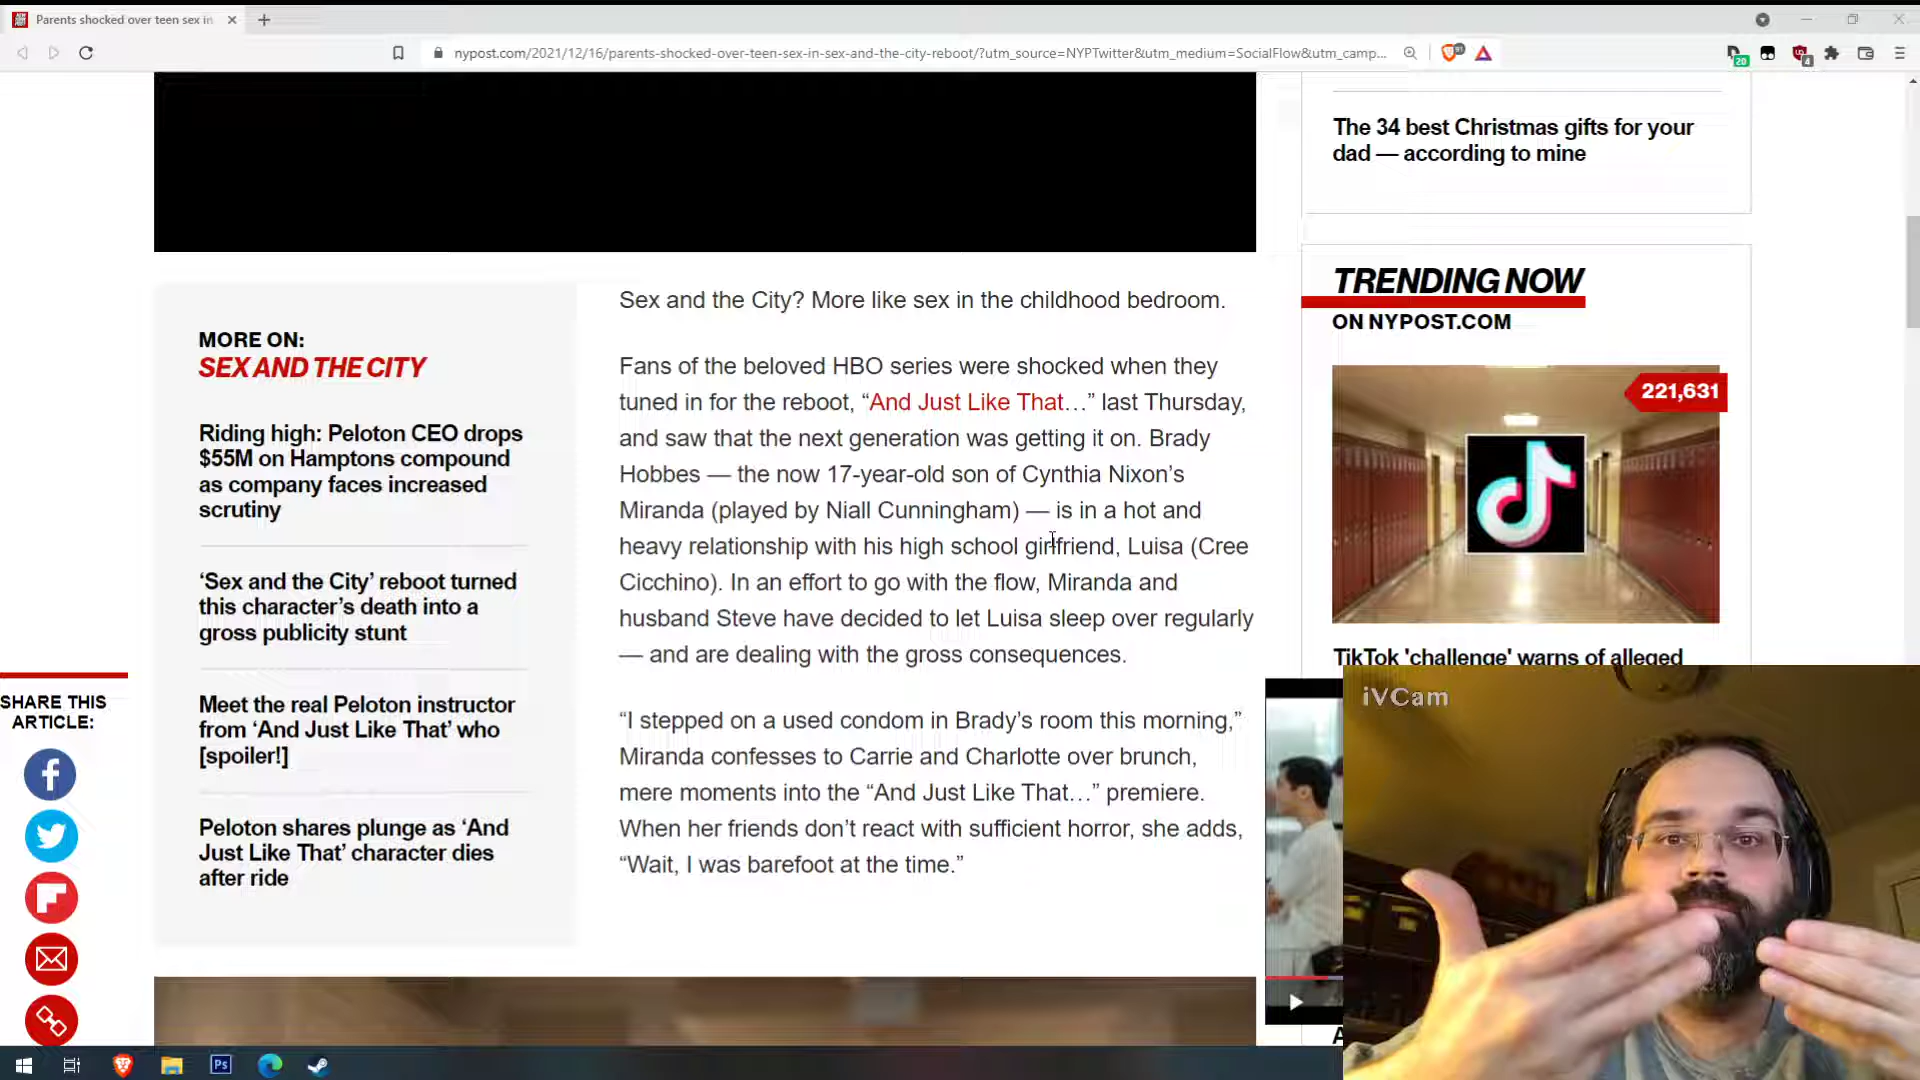 Parents shocked over teen sex in
nypost.com/2021/12/16/parents-shocked-over-teen-sex-in-sex-and-the-city-reboot/?utm_source=NYPTwitter&utm_medium=SocialFlow&utm_camp...
91
20
4
The 34 best Christmas gifts for your
dad — according to mine
TRENDING NOW
ON NYPOST.COM
221,631
TikTok 'challenge' warns of alleged
MORE ON:
SEX AND THE CITY
Riding high: Peloton CEO drops
$55M on Hamptons compound
as company faces increased
scrutiny
‘Sex and the City’ reboot turned
this character’s death into a
gross publicity stunt
Meet the real Peloton instructor
from ‘And Just Like That’ who
[spoiler!]
Peloton shares plunge as ‘And
Just Like That’ character dies
after ride
Sex and the City? More like sex in the childhood bedroom.
Fans of the beloved HBO series were shocked when they
tuned in for the reboot, “And Just Like That…” last Thursday,
and saw that the next generation was getting it on. Brady
Hobbes — the now 17-year-old son of Cynthia Nixon’s
Miranda (played by Niall Cunningham) — is in a hot and
heavy relationship with his high school girlfriend, Luisa (Cree
Cicchino). In an effort to go with the flow, Miranda and
husband Steve have decided to let Luisa sleep over regularly
— and are dealing with the gross consequences.
“I stepped on a used condom in Brady’s room this morning,”
Miranda confesses to Carrie and Charlotte over brunch,
mere moments into the “And Just Like That…” premiere.
When her friends don’t react with sufficient horror, she adds,
“Wait, I was barefoot at the time.”
SHARE THIS
ARTICLE:
iVCam
Ps